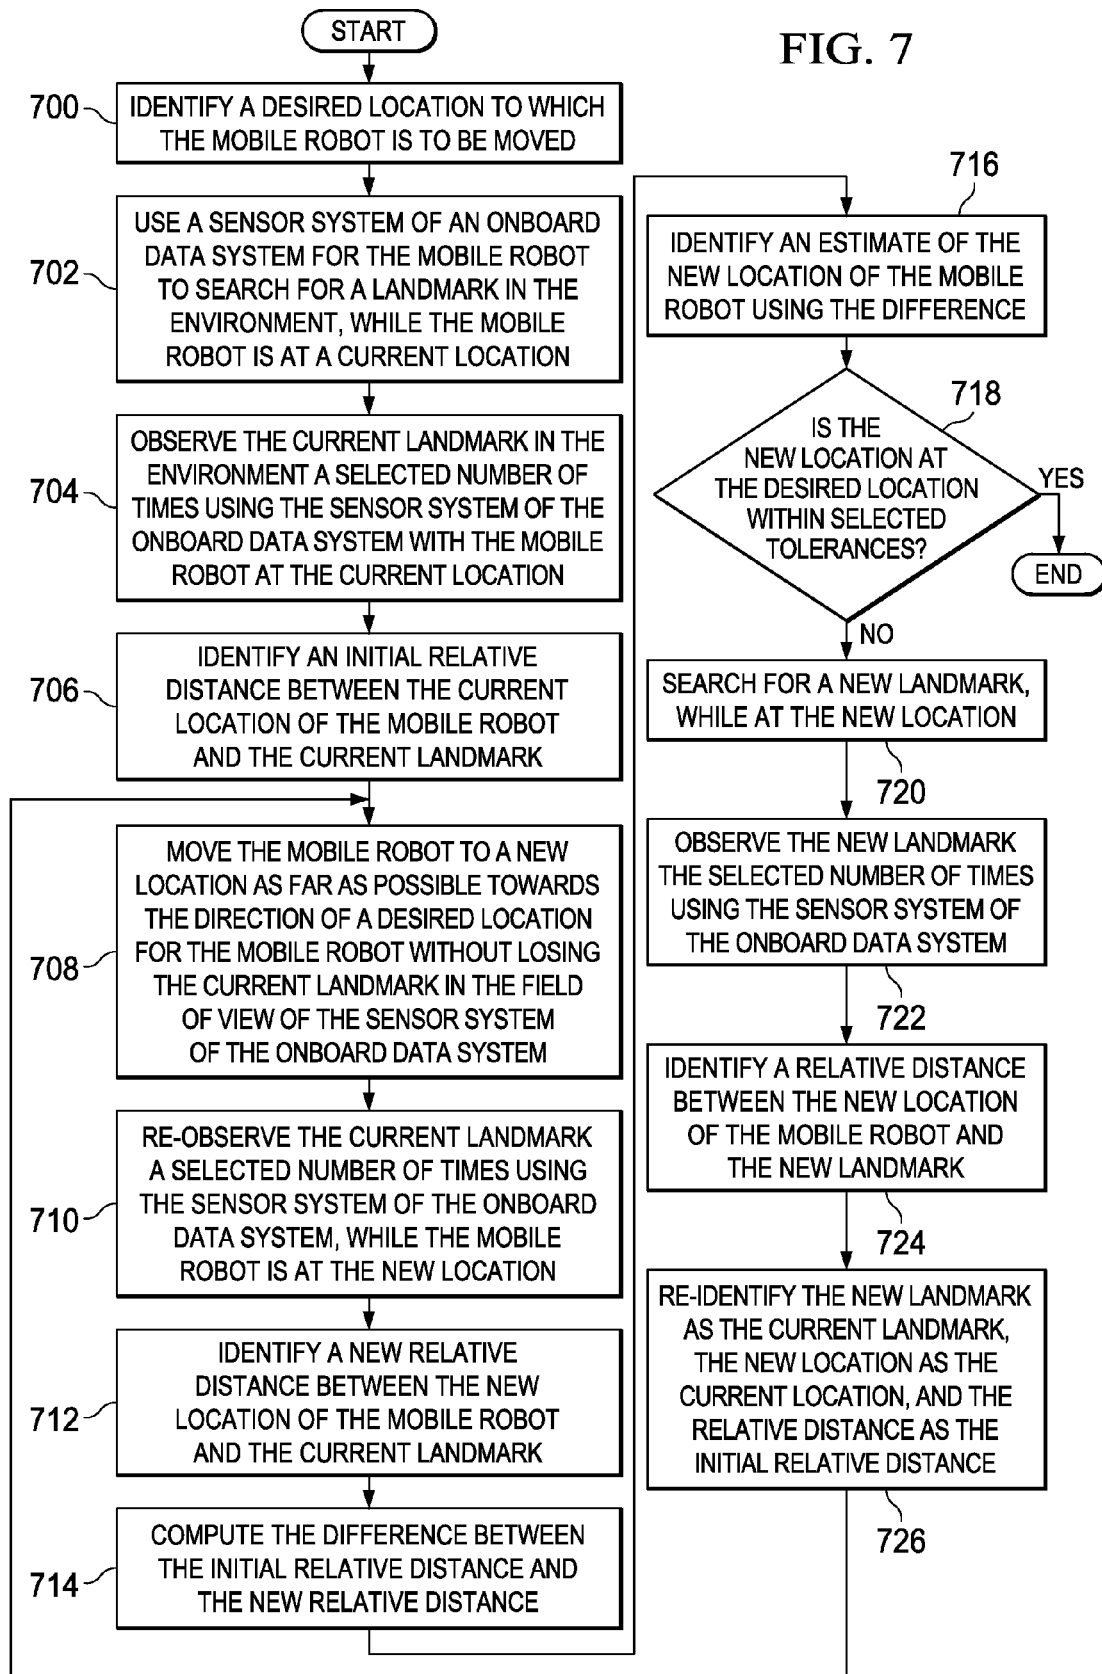 START
FIG. 7
700
IDENTIFY A DESIRED LOCATION TO WHICH
THE MOBILE ROBOT IS TO BE MOVED
702
USE A SENSOR SYSTEM OF AN ONBOARD
DATA SYSTEM FOR THE MOBILE ROBOT
TO SEARCH FOR A LANDMARK IN THE
ENVIRONMENT, WHILE THE MOBILE
ROBOT IS AT A CURRENT LOCATION
704
OBSERVE THE CURRENT LANDMARK IN THE
ENVIRONMENT A SELECTED NUMBER OF
TIMES USING THE SENSOR SYSTEM OF THE
ONBOARD DATA SYSTEM WITH THE MOBILE
ROBOT AT THE CURRENT LOCATION
706
IDENTIFY AN INITIAL RELATIVE
DISTANCE BETWEEN THE CURRENT
LOCATION OF THE MOBILE ROBOT
AND THE CURRENT LANDMARK
708
MOVE THE MOBILE ROBOT TO A NEW
LOCATION AS FAR AS POSSIBLE TOWARDS
THE DIRECTION OF A DESIRED LOCATION
FOR THE MOBILE ROBOT WITHOUT LOSING
THE CURRENT LANDMARK IN THE FIELD
OF VIEW OF THE SENSOR SYSTEM
OF THE ONBOARD DATA SYSTEM
710
RE-OBSERVE THE CURRENT LANDMARK
A SELECTED NUMBER OF TIMES USING
THE SENSOR SYSTEM OF THE ONBOARD
DATA SYSTEM, WHILE THE MOBILE
ROBOT IS AT THE NEW LOCATION
712
IDENTIFY A NEW RELATIVE
DISTANCE BETWEEN THE NEW
LOCATION OF THE MOBILE ROBOT
AND THE CURRENT LANDMARK
714
COMPUTE THE DIFFERENCE BETWEEN
THE INITIAL RELATIVE DISTANCE AND
THE NEW RELATIVE DISTANCE
716
IDENTIFY AN ESTIMATE OF THE
NEW LOCATION OF THE MOBILE
ROBOT USING THE DIFFERENCE
718
IS THE
NEW LOCATION AT
THE DESIRED LOCATION
WITHIN SELECTED
TOLERANCES?
YES
END
NO
SEARCH FOR A NEW LANDMARK,
WHILE AT THE NEW LOCATION
720
OBSERVE THE NEW LANDMARK
THE SELECTED NUMBER OF TIMES
USING THE SENSOR SYSTEM OF
THE ONBOARD DATA SYSTEM
722
IDENTIFY A RELATIVE DISTANCE
BETWEEN THE NEW LOCATION
OF THE MOBILE ROBOT AND
THE NEW LANDMARK
724
RE-IDENTIFY THE NEW LANDMARK
AS THE CURRENT LANDMARK,
THE NEW LOCATION AS THE
CURRENT LOCATION, AND THE
RELATIVE DISTANCE AS THE
INITIAL RELATIVE DISTANCE
726